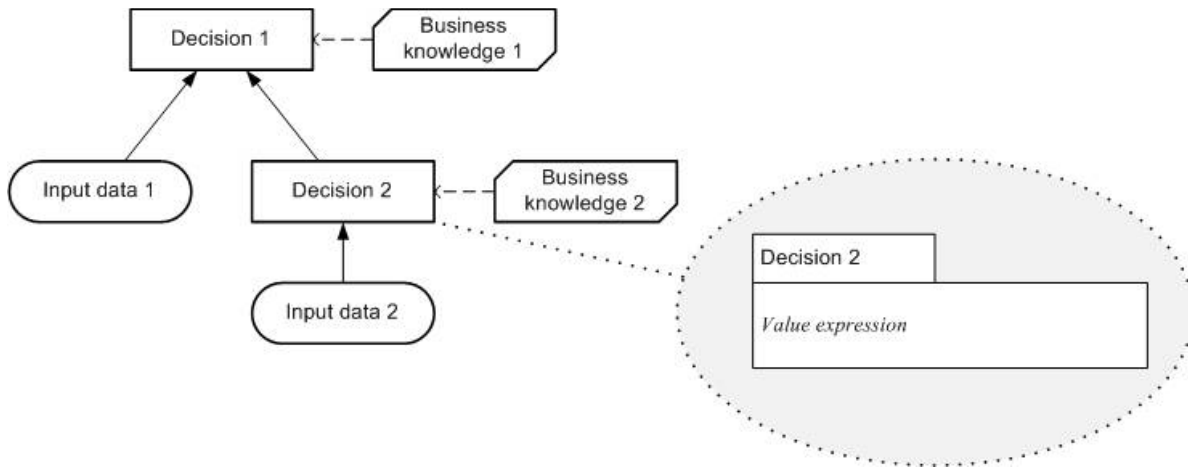 Decision 1
Business
knowledge 1
Input data 1
Decision 2
Business
knowledge 2
Input data 2
Decision 2
Value expression